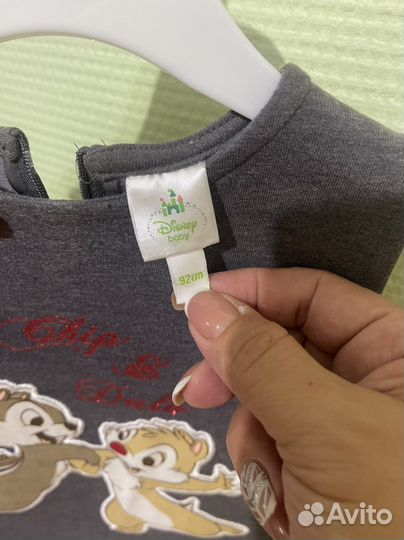 Disney
baby
92cm
Chip &
Dale
Avito